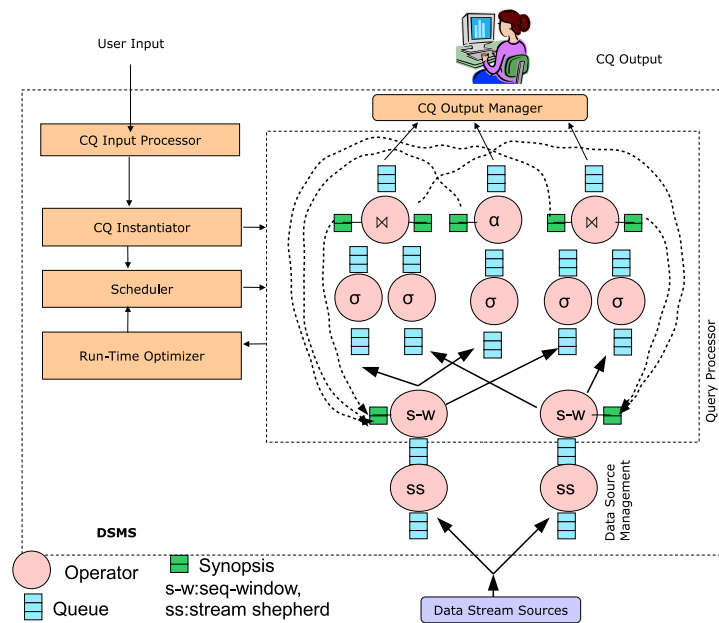 User Input
CQ Output
CQ Output Manager
CQ Input Processor
CQ Instantiator
Scheduler
Run-Time Optimizer
⋈
α
⋈
σ
σ
σ
σ
σ
s-w
s-w
Query Processor
ss
ss
Data Source
Management
DSMS
Operator
Synopsis
s-w:seq-window,
ss:stream shepherd
Queue
Data Stream Sources